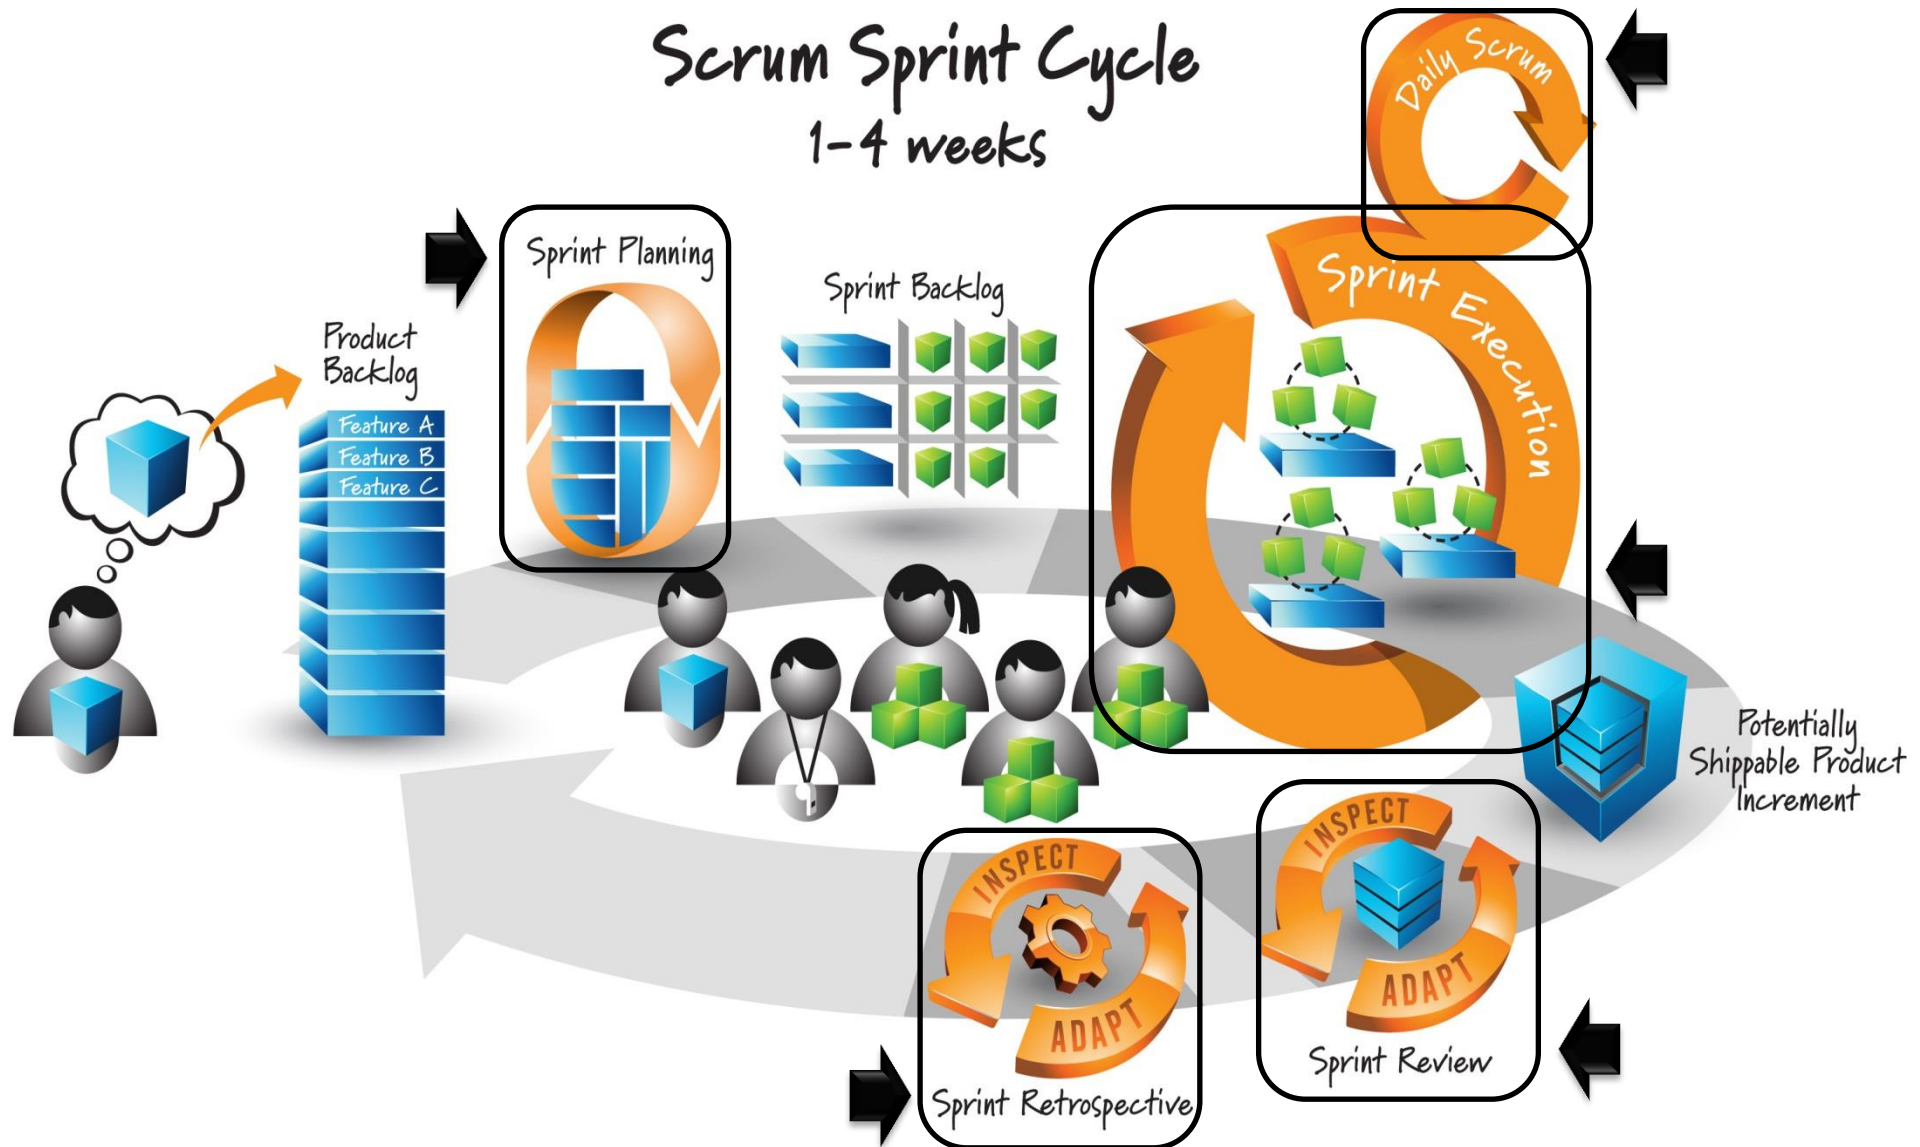 Scrum Sprint Cycle
1-4 weeks
Daily Scrum
Sprint Planning
Sprint Backlog
Sprint Execution
Product
Backlog
Feature A
Feature B
Feature C
Potentially
Shippable Product
Increment
INSPECT
ADAPT
Sprint Review
INSPECT
ADAPT
Sprint Retrospective